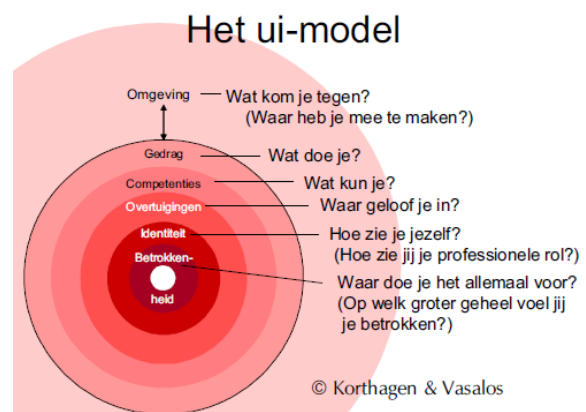 Het ui-model
Omgeving
Wat kom je tegen?
(Waar heb je mee te maken?)
Gedrag
Wat doe je?
Competenties
Wat kun je?
Overtuigingen
Waar geloof je in?
Identiteit
Hoe zie je jezelf?
(Hoe zie jij je professionele rol?)
Betrokken-
heid
Waar doe je het allemaal voor?
(Op welk groter geheel voel jij
je betrokken?)
© Korthagen & Vasalos